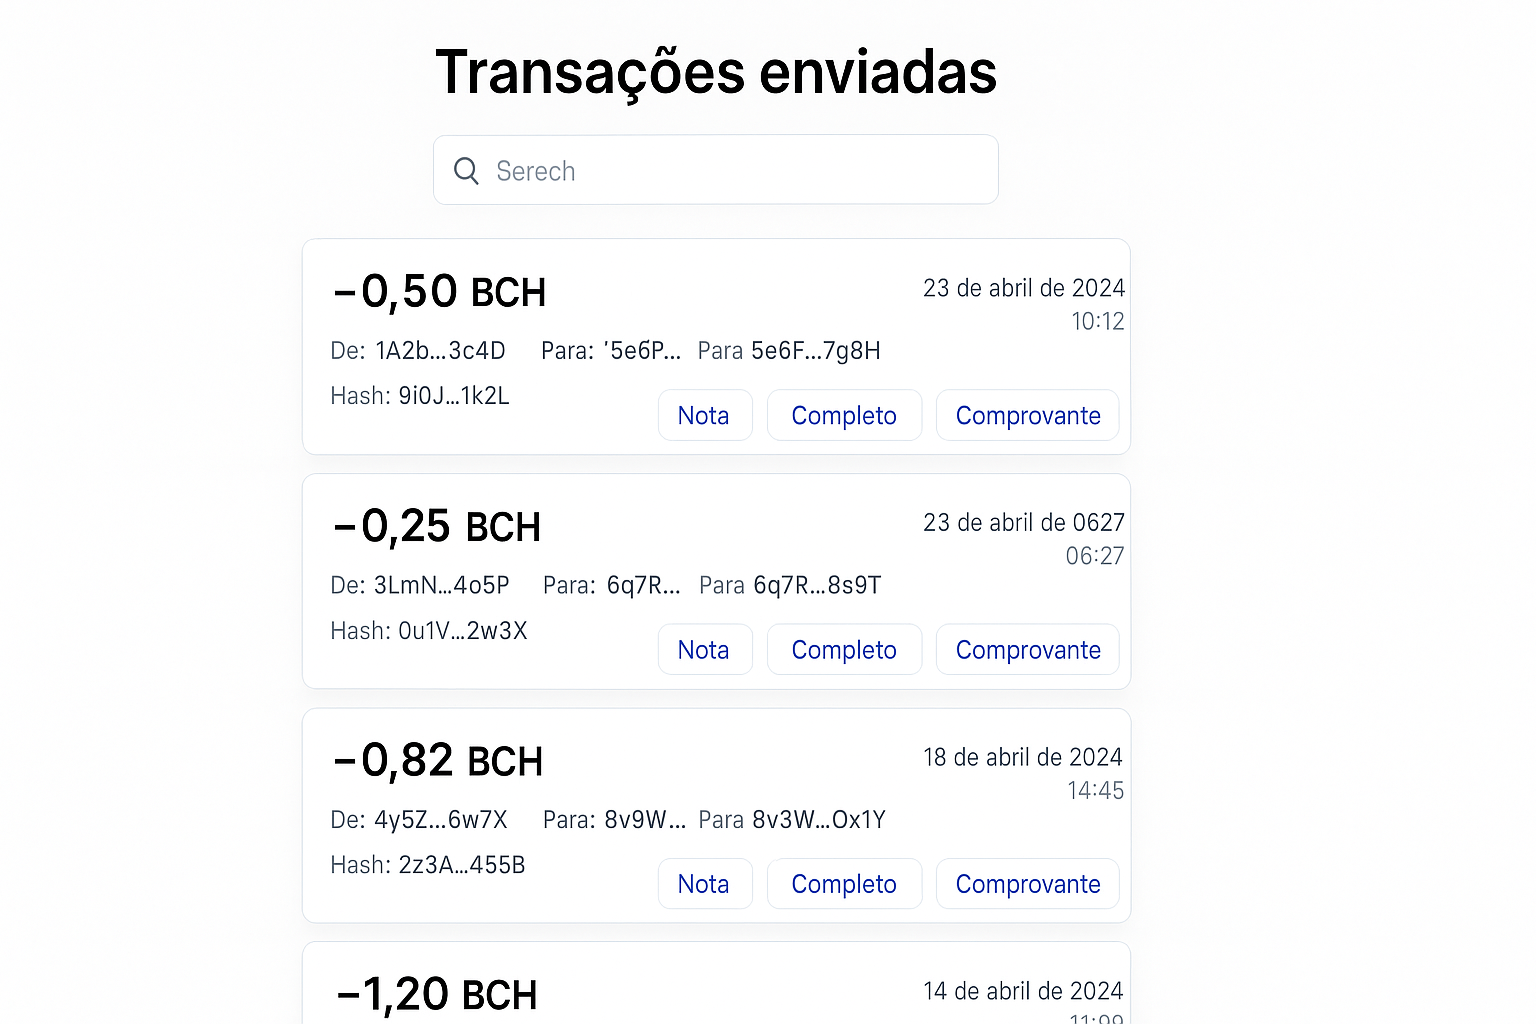 Transações enviadas
Serech
−0,50 BCH
23 de abril de 2024
10:12
De: 1A2b...3c4D Para: '5e6P... Para 5e6F...7g8H
Hash: 9i0J...1k2L
Nota Completo Comprovante
−0,25 BCH
23 de abril de 0627
06:27
De: 3LmN...4o5P Para: 6q7R... Para 6q7R...8s9T
Hash: 0u1V...2w3X
Nota Completo Comprovante
−0,82 BCH
18 de abril de 2024
14:45
De: 4y5Z...6w7X Para: 8v9W... Para 8v3W...Ox1Y
Hash: 2z3A...455B
Nota Completo Comprovante
−1,20 BCH
14 de abril de 2024